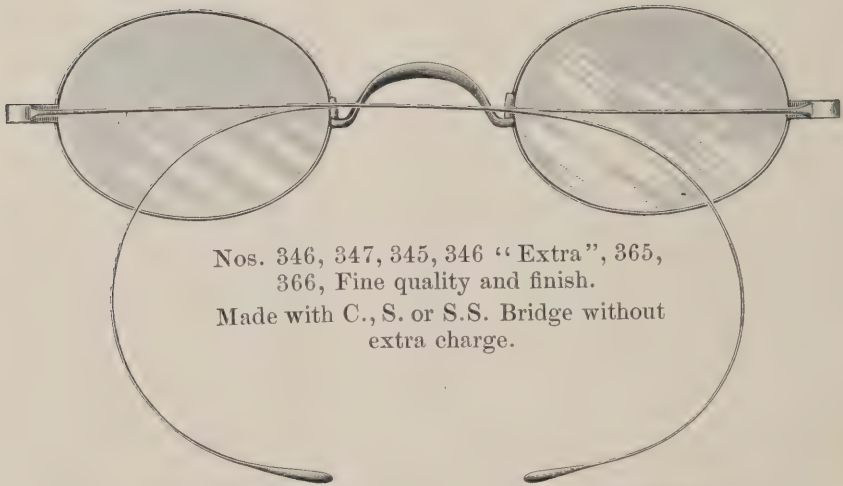 Nos. 346, 347, 345, 346 “Extra”, 365,
366, Fine quality and finish.
Made with C., S. or S.S. Bridge without
extra charge.